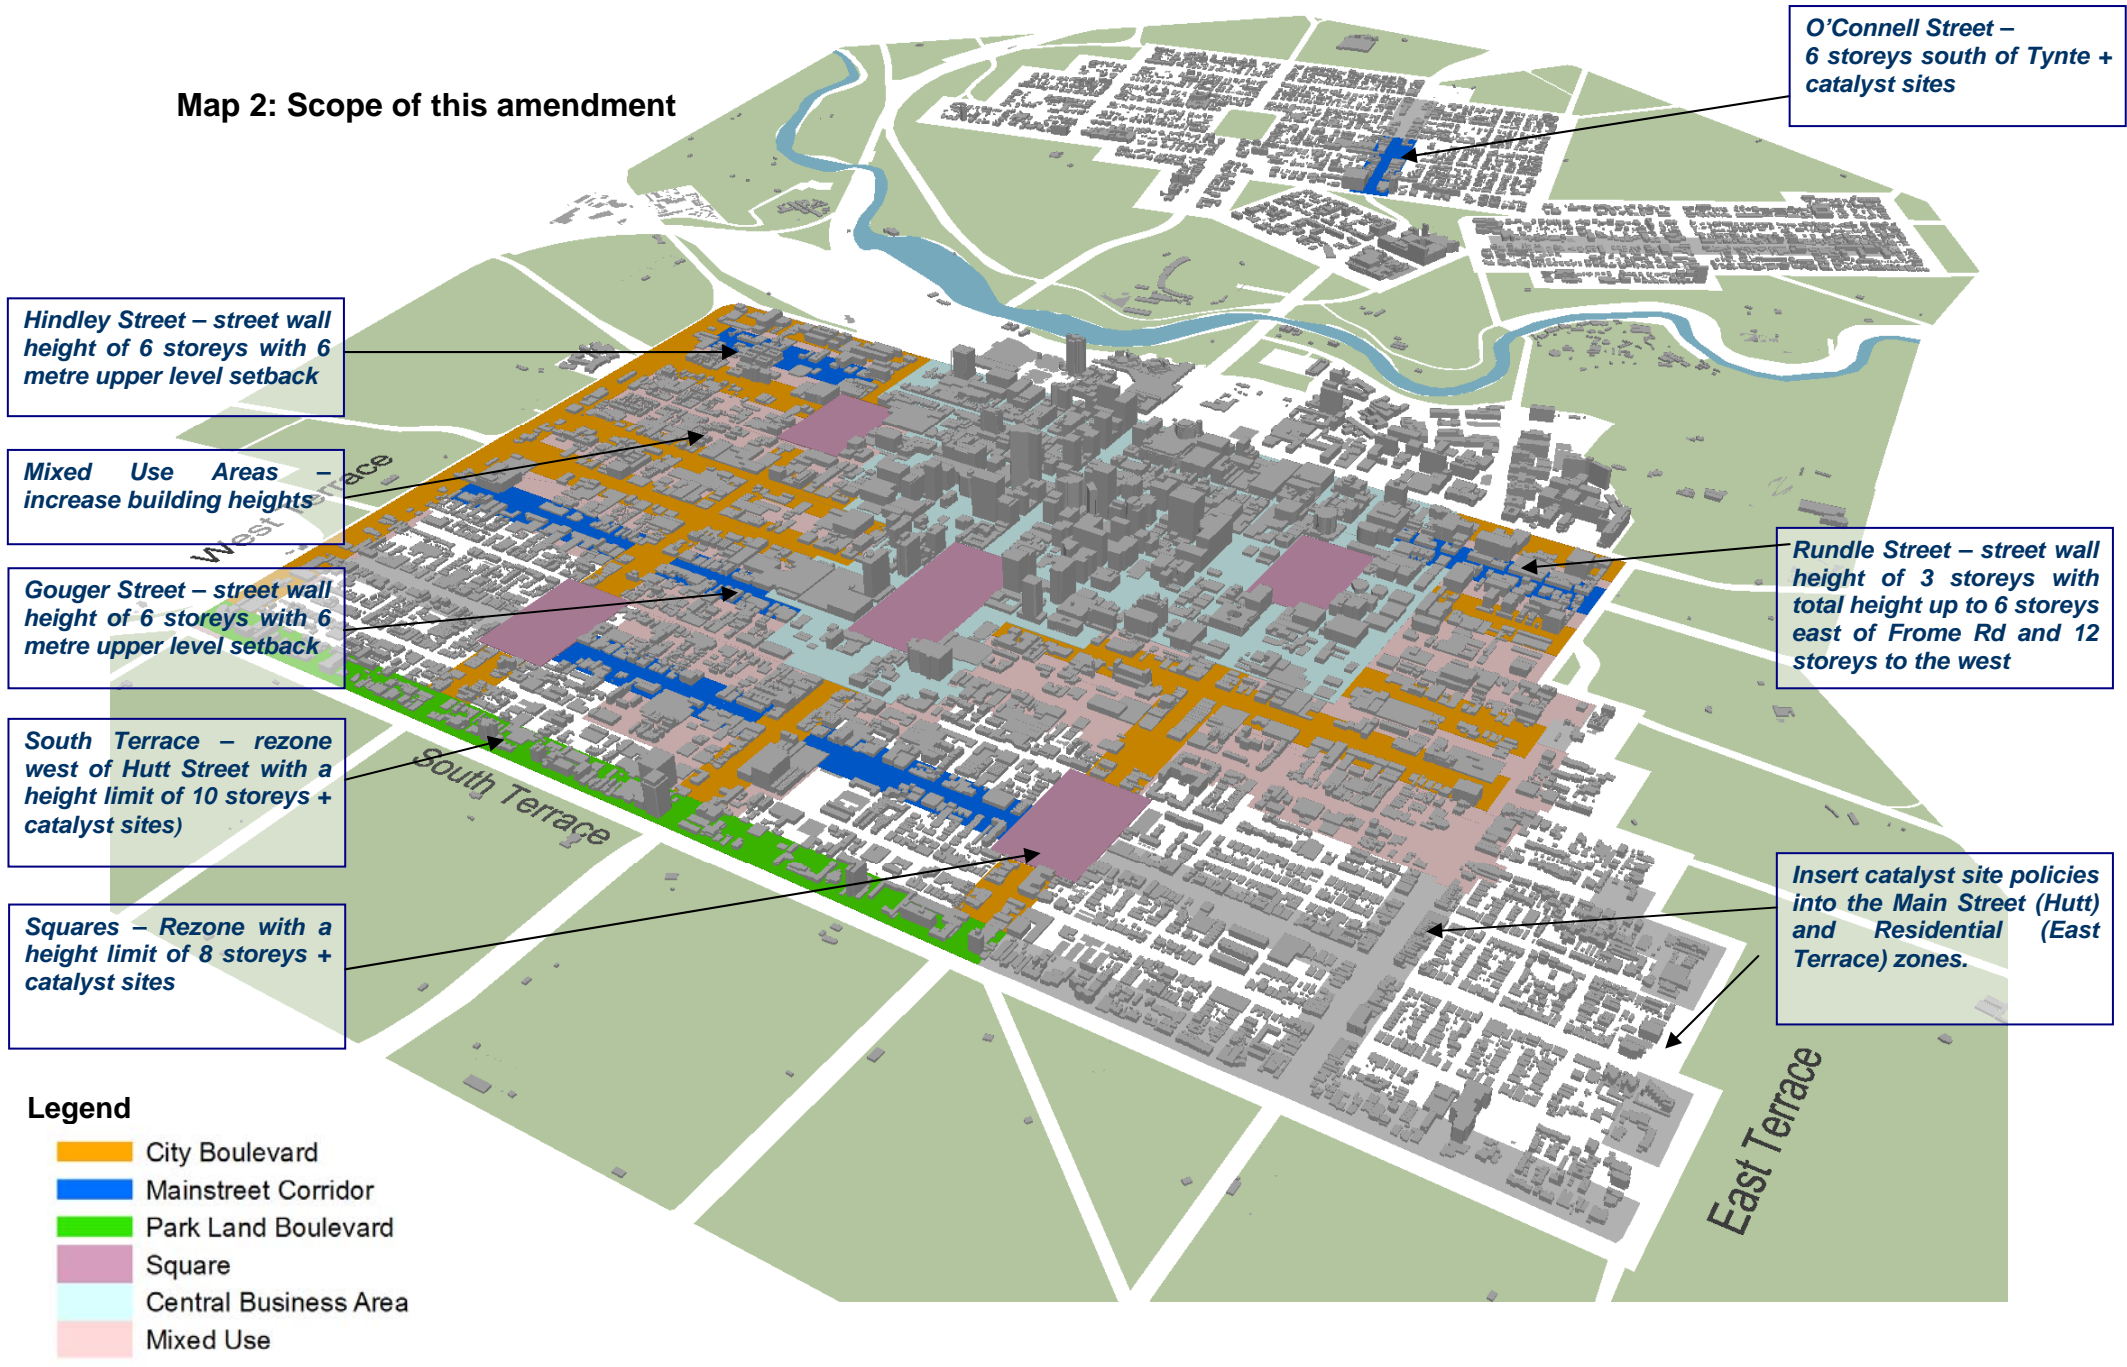 Map 2: Scope of this amendment
O'Connell Street –
6 storeys south of Tynte +
catalyst sites
Hindley Street – street wall
height of 6 storeys with 6
metre upper level setback
Mixed Use Areas –
increase building heights
West Terrace
Gouger Street – street wall
height of 6 storeys with 6
metre upper level setback
Rundle Street – street wall
height of 3 storeys with
total height up to 6 storeys
east of Frome Rd and 12
storeys to the west
South Terrace – rezone
west of Hutt Street with a
height limit of 10 storeys +
catalyst sites)
South Terrace
Squares – Rezone with a
height limit of 8 storeys +
catalyst sites
Insert catalyst site policies
into the Main Street (Hutt)
and Residential (East
Terrace) zones.
East Terrace
Legend
City Boulevard
Mainstreet Corridor
Park Land Boulevard
Square
Central Business Area
Mixed Use